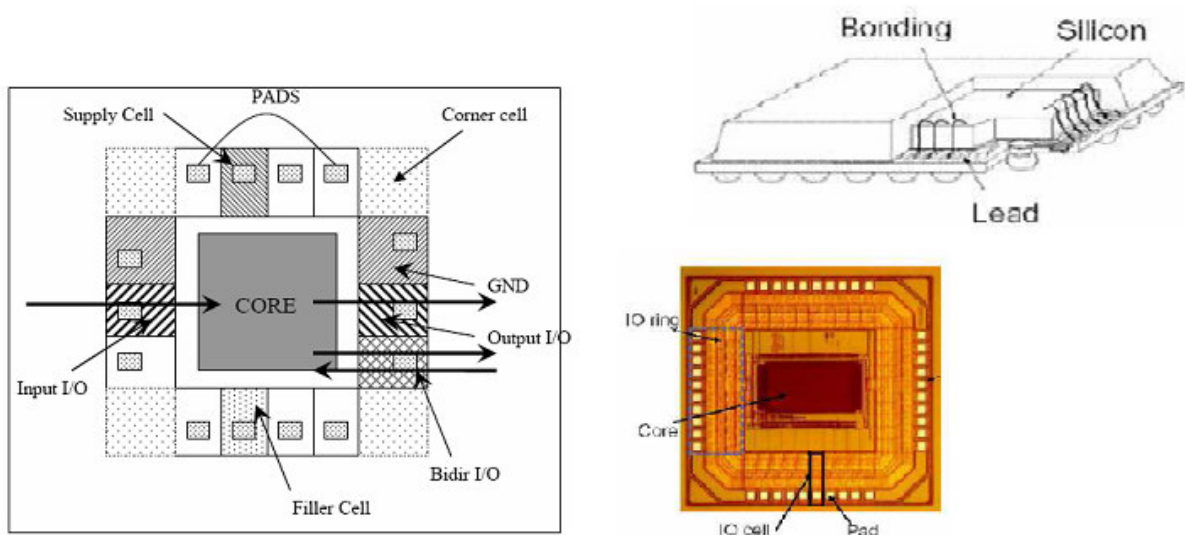 PADS
Supply Cell
Corner cell
CORE
GND
Output I/O
Input I/O
Bidir I/O
Filler Cell
Bonding
Silicon
Lead
IO ring
Core
IO cell
Pad